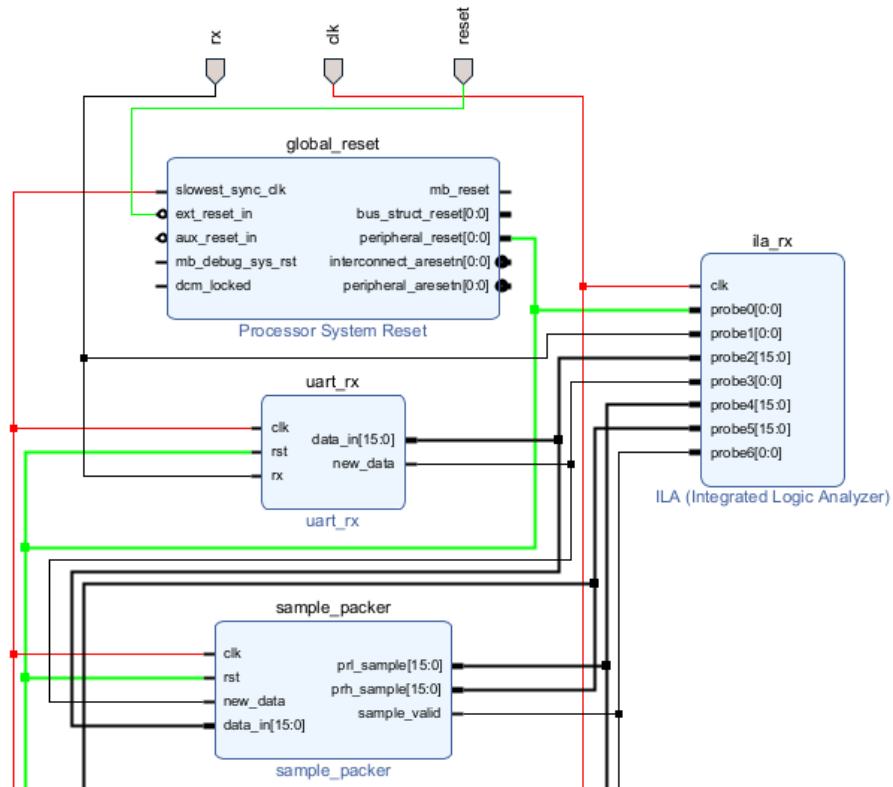 rx
clk
reset
global_reset
slowest_sync_clk
mb_reset
ext_reset_in
bus_struct_reset[0:0]
aux_reset_in
peripheral_reset[0:0]
mb_debug_sys_rst
interconnect_aresetn[0:0]
dcm_locked
peripheral_aresetn[0:0]
Processor System Reset
ila_rx
clk
probe0[0:0]
probe1[0:0]
probe2[15:0]
probe3[0:0]
probe4[15:0]
probe5[15:0]
probe6[0:0]
ILA (Integrated Logic Analyzer)
uart_rx
clk
data_in[15:0]
rst
new_data
rx
uart_rx
sample_packer
clk
prl_sample[15:0]
rst
prh_sample[15:0]
new_data
sample_valid
data_in[15:0]
sample_packer